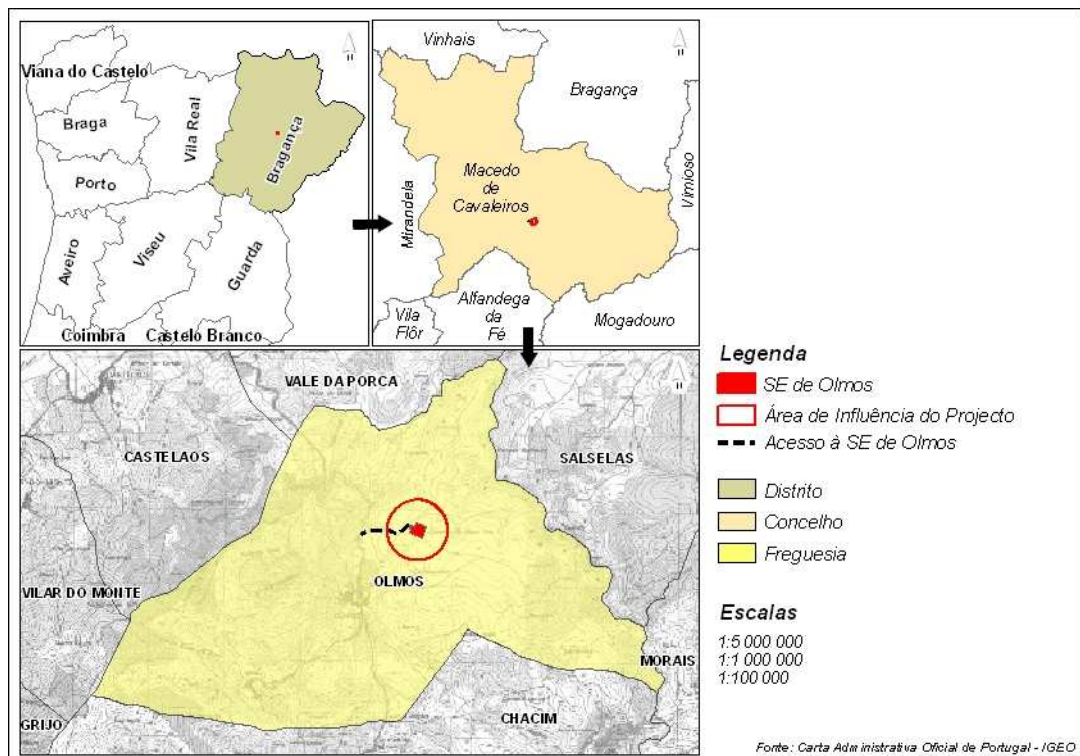 Viana do Castelo
Braga
Vila Real
Bragança
Porto
Aveiro
Viseu
Guarda
Coimbra
Castelo Branco
Vinhais
Bragança
Macedo
de
Cavaleiros
Mirandela
Vimioso
Vila
Flôr
Alfandega
da
Fé
Mogadouro
VALE DA PORCA
CASTELAOS
SALSELAS
OLMOS
VILAR DO MONTE
MORAIS
GRIJO
CHACIM
Legenda
SE de Olmos
Área de Influência do Projecto
Acesso à SE de Olmos
Distrito
Concelho
Freguesia
Escalas
1:5 000 000
1:1 000 000
1:100 000
Fonte: Carta Administrativa Oficial de Portugal - IGEO